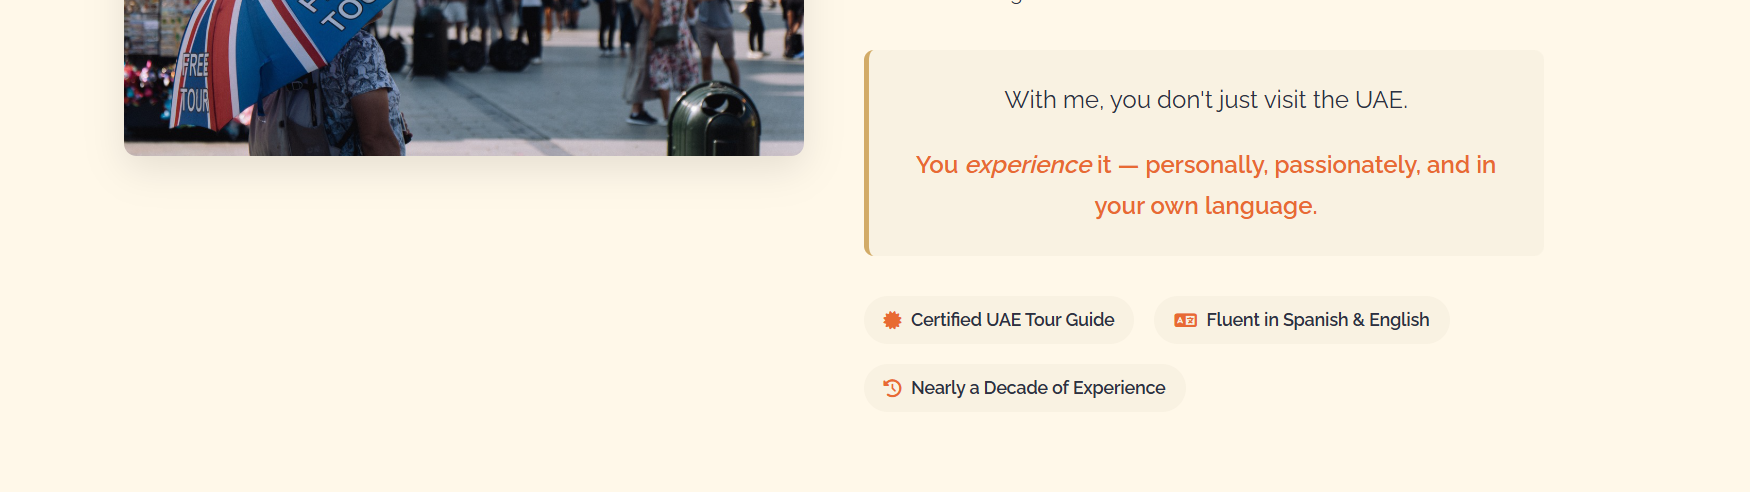 FREE
TOUR
With me, you don't just visit the UAE.
You experience it — personally, passionately, and in
your own language.
Certified UAE Tour Guide
Fluent in Spanish & English
Nearly a Decade of Experience